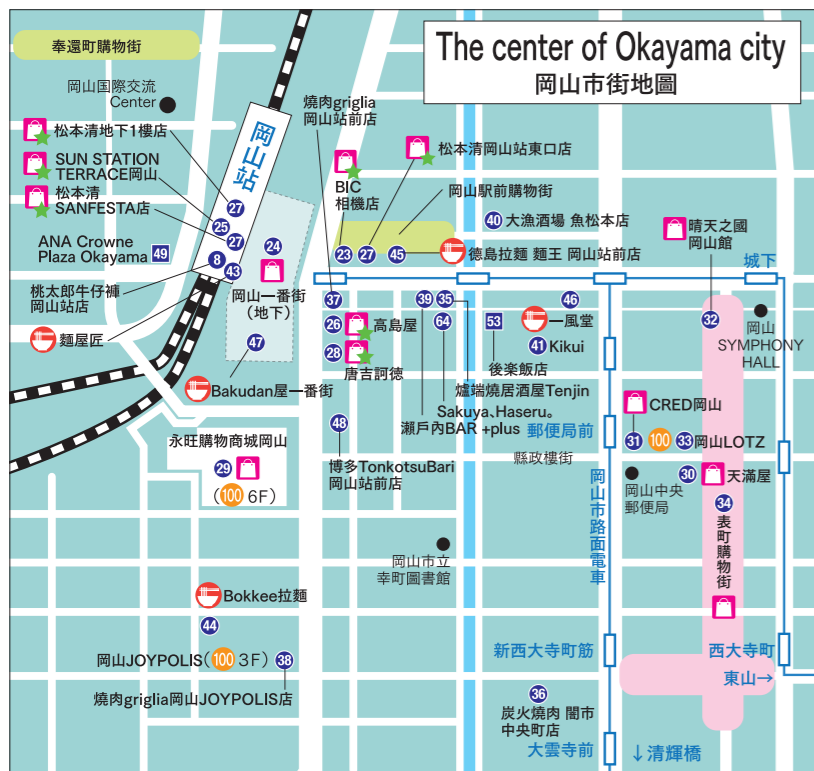 The center of Okayama city
岡山市街地圖
奉還町購物街
岡山国際交流
Center
松本清地下1樓店
SUN STATION
TERRACE岡山
松本清
SANFESTA店
ANA Crowne
Plaza Okayama
49
桃太郎牛仔褲
岡山站店
麵屋匠
岡山站
27
25
27
8
43
24
岡山一番街
(地下)
47
Bakudan屋一番街
燒肉griglia
岡山站前店
BIC
相機店
松本清岡山站東口店
岡山駅前購物街
23
27
45
德島拉麵 麵王 岡山站前店
40
大漁酒場 魚松本店
晴天之國
岡山館
城下
37
39
35
46
32
岡山
SYMPHONY
HALL
26
高島屋
64
53
一風堂
28
唐吉訶徳
後楽飯店
41
Kikui
爐端燒居酒屋Tenjin
Sakuya、Haseru。
瀨戶內BAR +plus
郵便局前
CRED岡山
48
博多TonkotsuBari
岡山站前店
縣政樓街
31
100
33
岡山LOTZ
永旺購物商城岡山
29
(100 6F)
岡山中央
郵便局
30
天滿屋
34
表町購物街
岡山市路面電車
岡山市立
幸町圖書館
Bokkee拉麵
44
岡山JOYPOLIS(100 3F)
38
燒肉griglia岡山JOYPOLIS店
新西大寺町筋
西大寺町
東山→
36
炭火燒肉 闇市
中央町店
大雲寺前
↓清輝橋